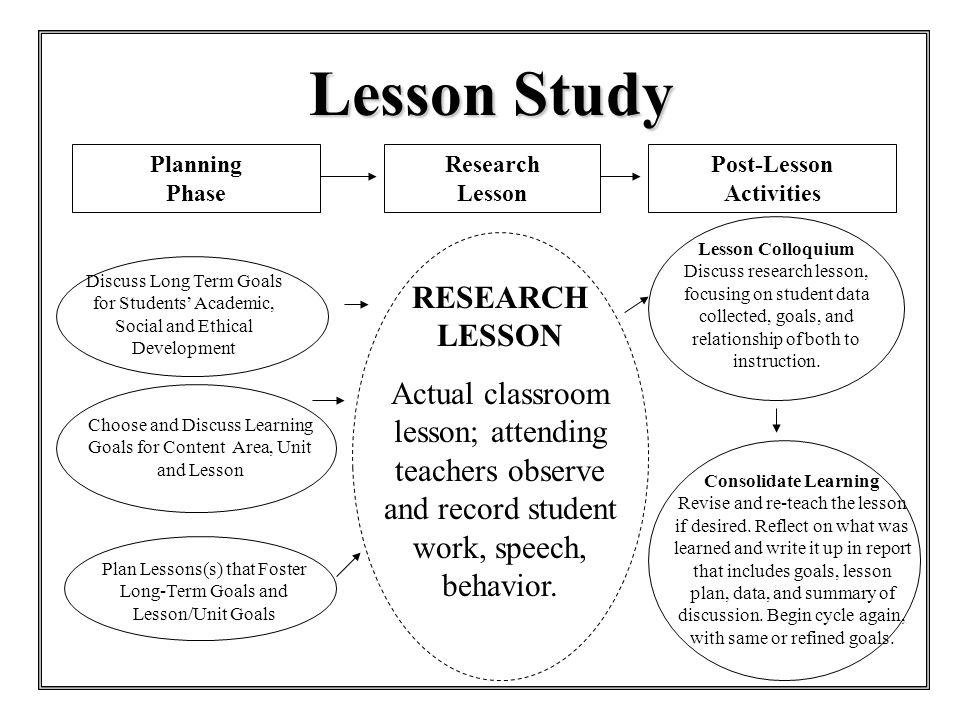 Lesson Study
Planning
Phase
Research
Lesson
Post-Lesson
Activities
Discuss Long Term Goals
for Students’ Academic,
Social and Ethical
Development
Choose and Discuss Learning
Goals for Content Area, Unit
and Lesson
Plan Lessons(s) that Foster
Long-Term Goals and
Lesson/Unit Goals
RESEARCH
LESSON
Actual classroom
lesson; attending
teachers observe
and record student
work, speech,
behavior.
Lesson Colloquium
Discuss research lesson,
focusing on student data
collected, goals, and
relationship of both to
instruction.
Consolidate Learning
Revise and re-teach the lesson
if desired. Reflect on what was
learned and write it up in report
that includes goals, lesson
plan, data, and summary of
discussion. Begin cycle again,
with same or refined goals.